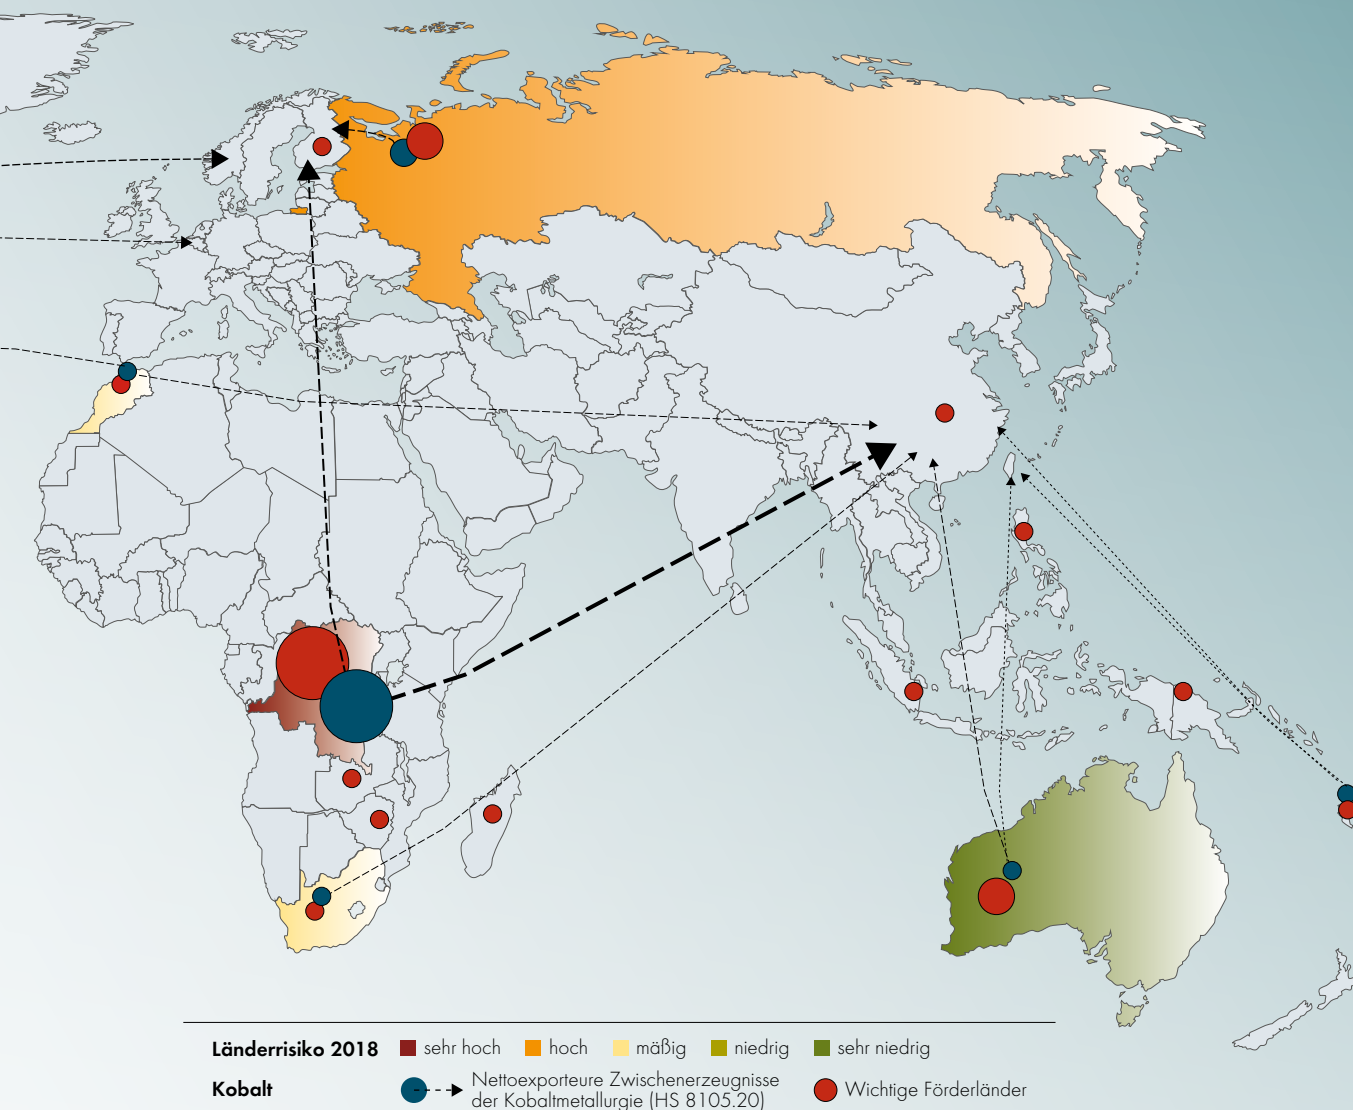 Länderrisiko 2018 sehr hoch hoch mäßig niedrig sehr niedrig
Kobalt Nettoexporteure Zwischenerzeugnisse der Kobaltmetallurgie (HS 8105.20) Wichtige Förderländer